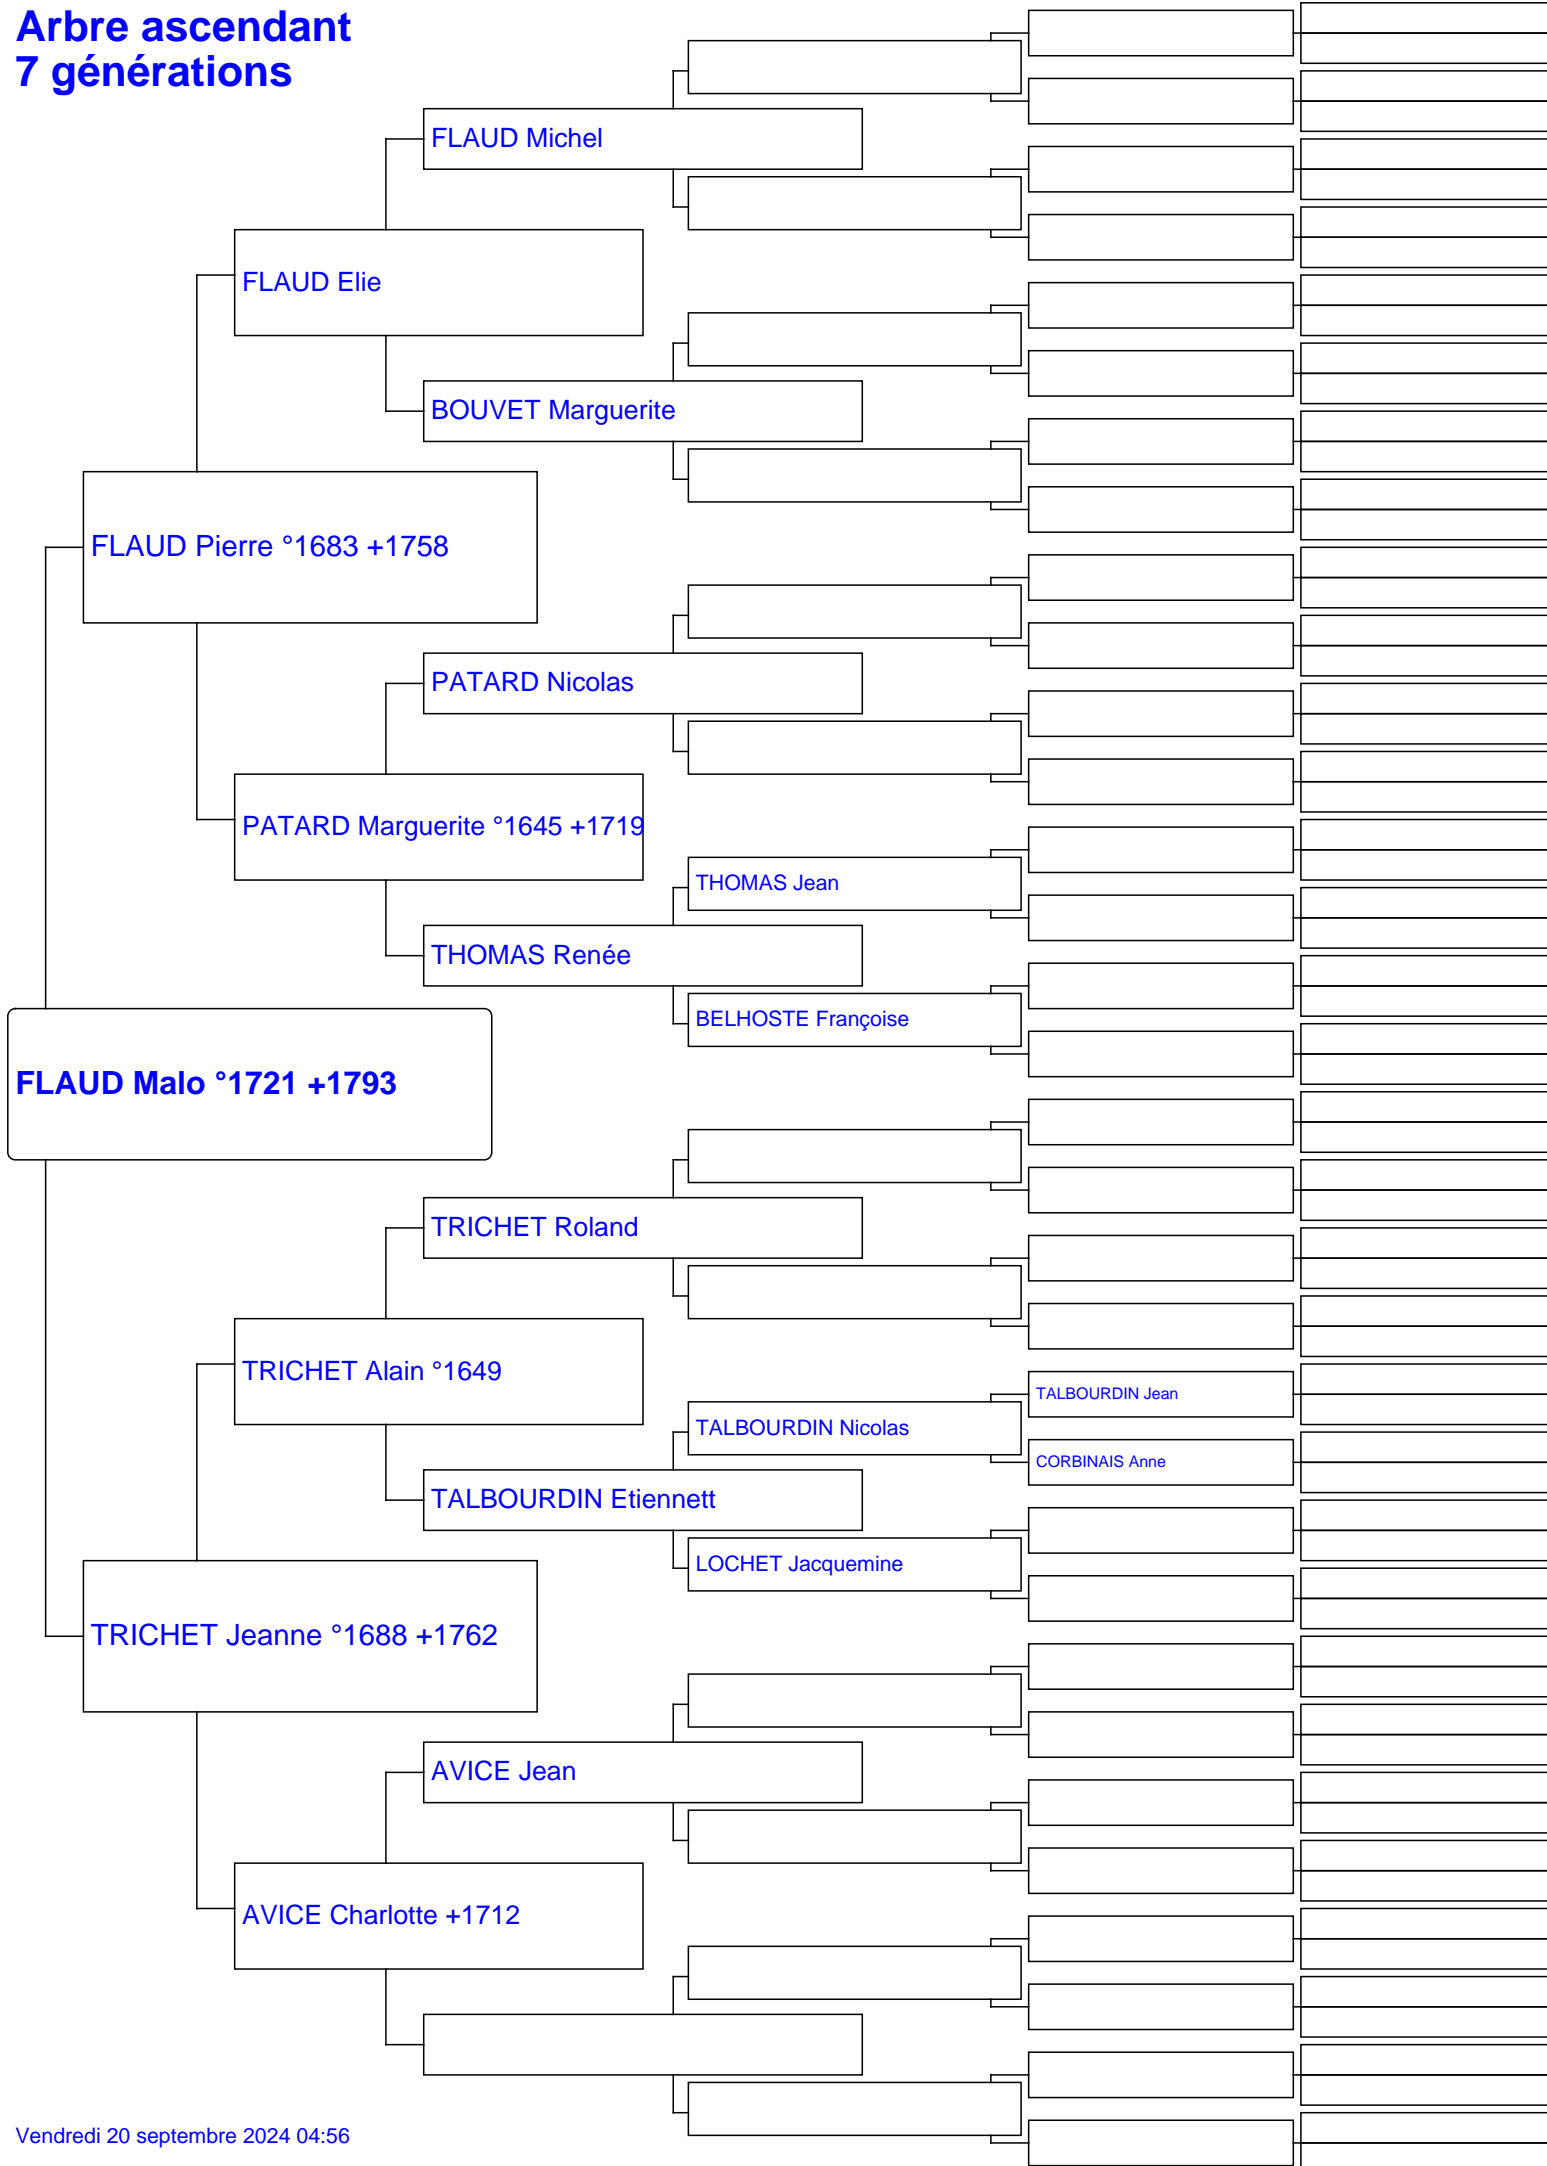 Arbre ascendant
7 générations
FLAUD Michel
FLAUD Elie
BOUVET Marguerite
FLAUD Pierre °1683 +1758
PATARD Nicolas
PATARD Marguerite °1645 +1719
THOMAS Jean
THOMAS Renée
BELHOSTE Françoise
FLAUD Malo °1721 +1793
TRICHET Roland
TRICHET Alain °1649
TALBOURDIN Jean
TALBOURDIN Nicolas
CORBINAIS Anne
TALBOURDIN Etiennett
LOCHET Jacquemine
TRICHET Jeanne °1688 +1762
AVICE Jean
AVICE Charlotte +1712
Vendredi 20 septembre 2024 04:56